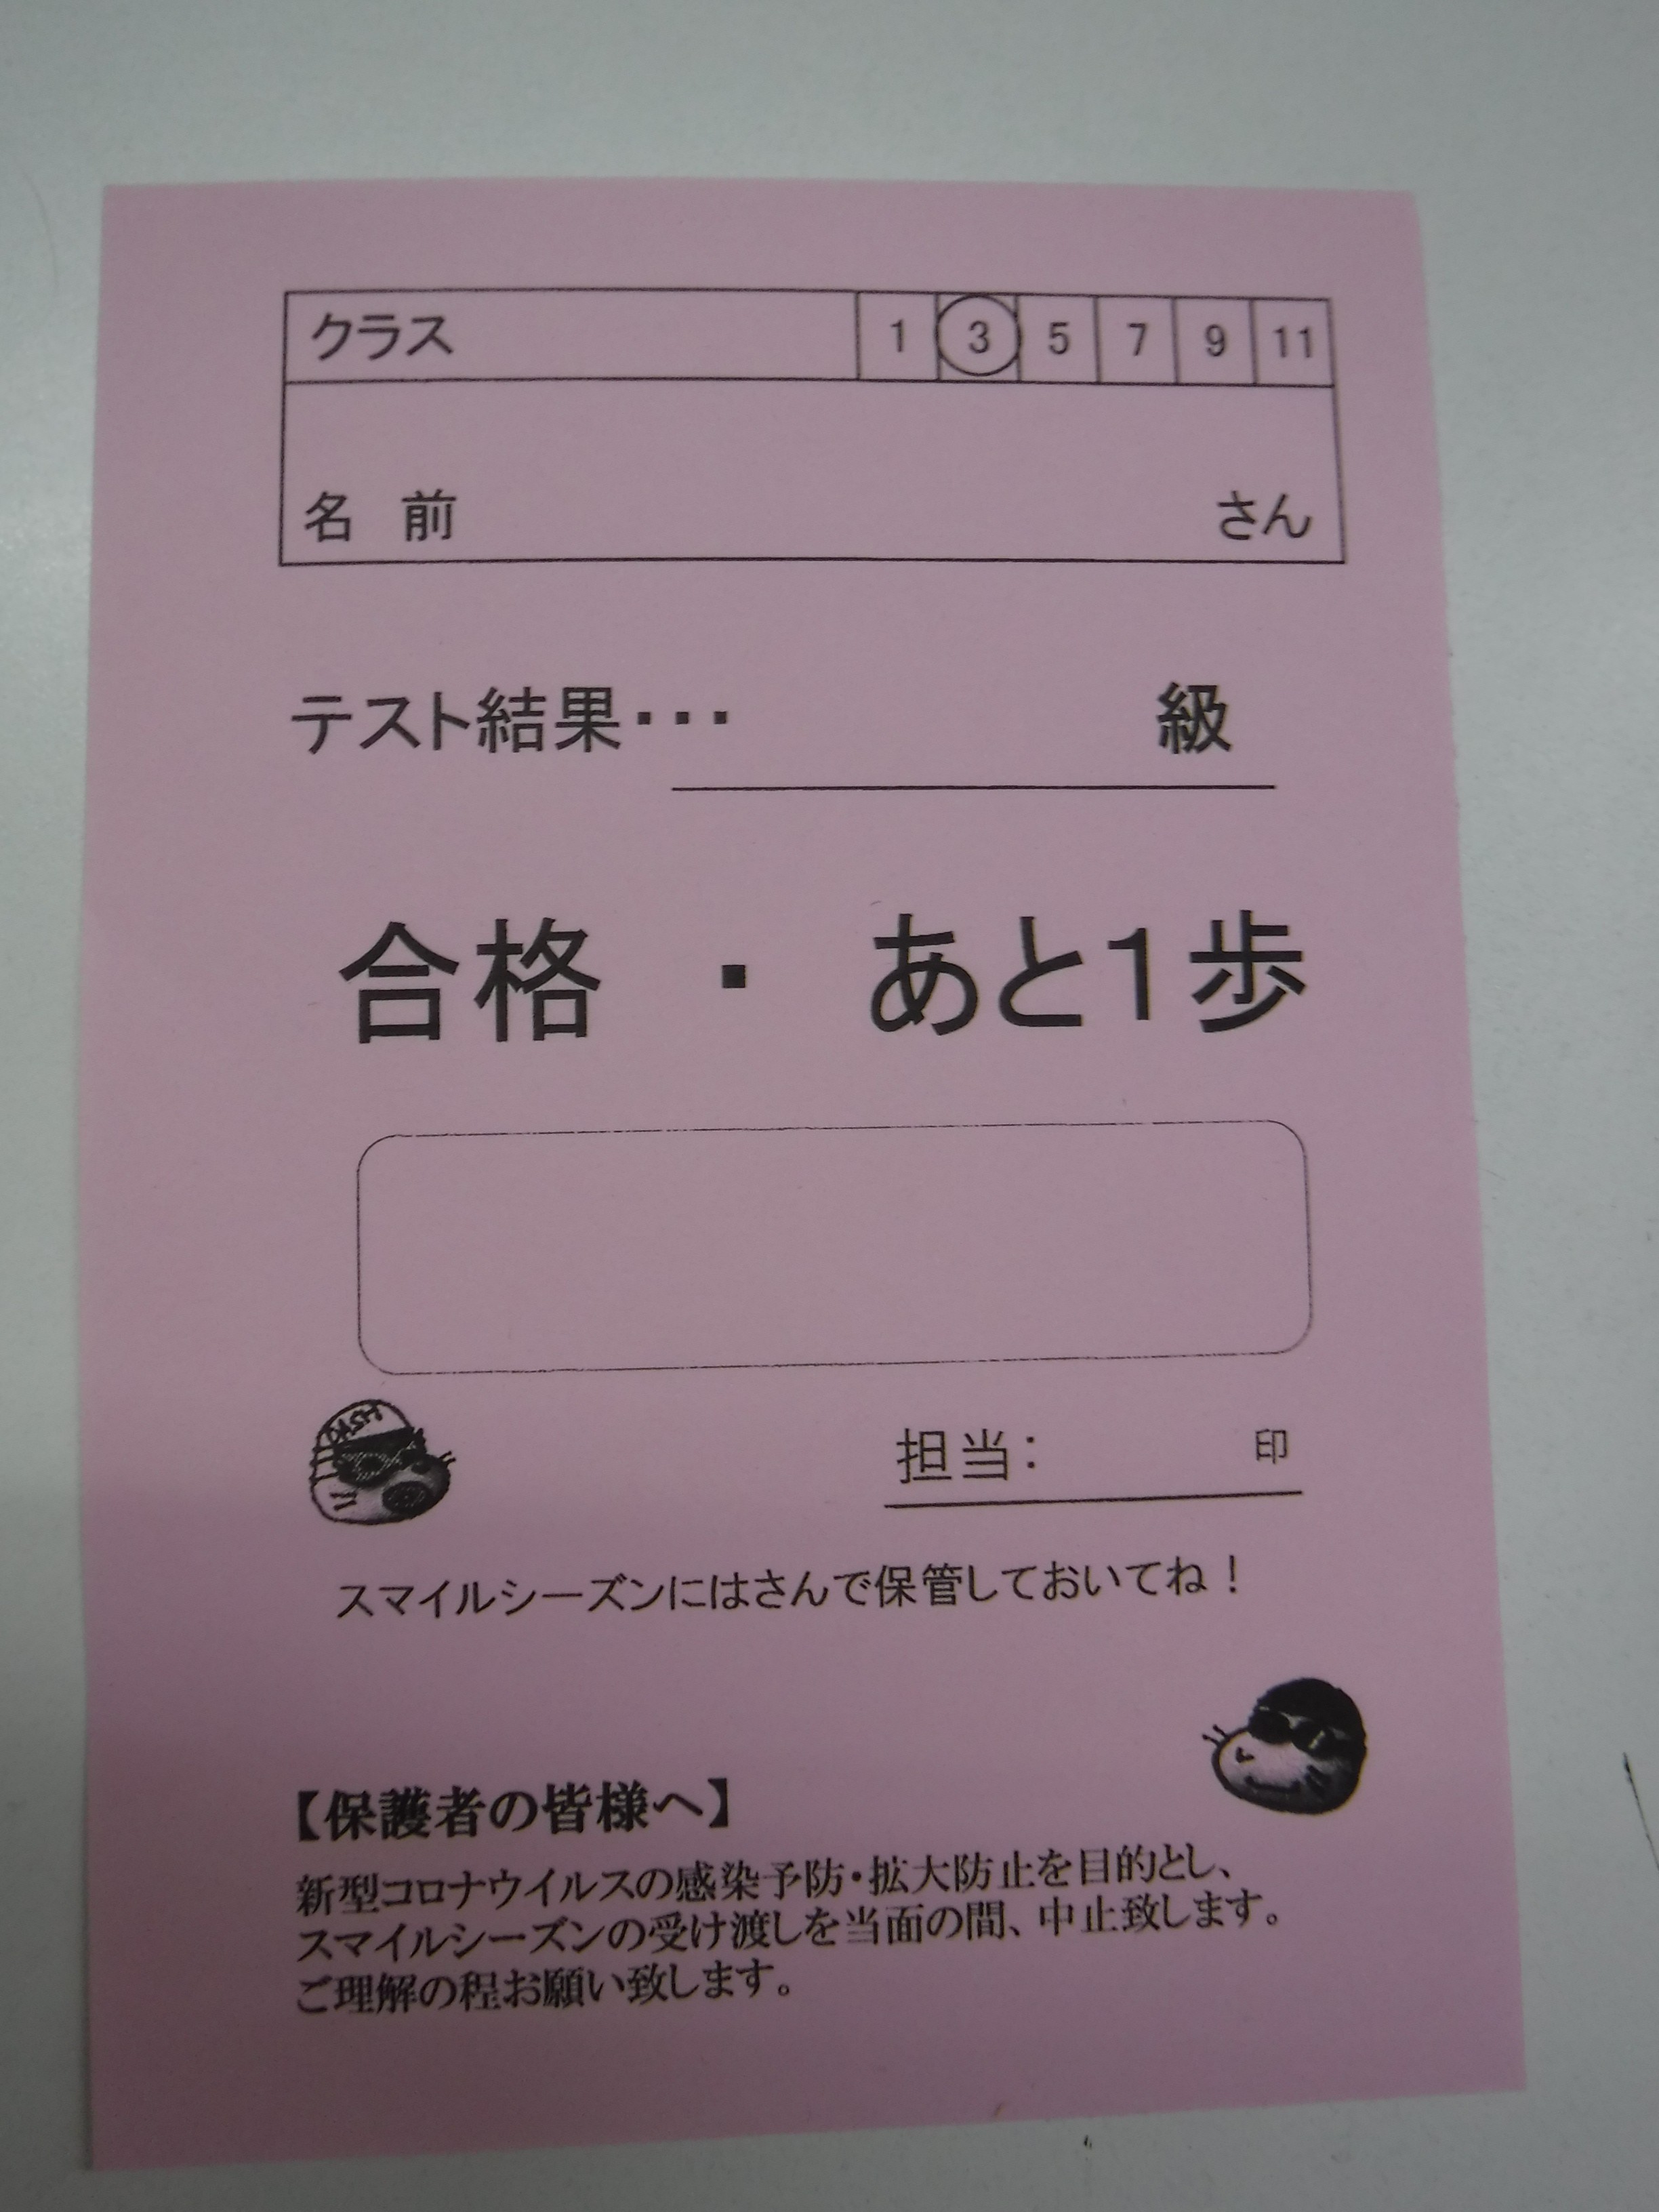 クラス 1 3 5 7 9 11
名 前 さん
テスト結果・・・ 級
合格 ・ あと1歩
担当： 印
スマイルシーズンにはさんで保管しておいてね！
【保護者の皆様へ】
新型コロナウイルスの感染予防・拡大防止を目的とし、
スマイルシーズンの受け渡しを当面の間、中止致します。
ご理解の程お願い致します。